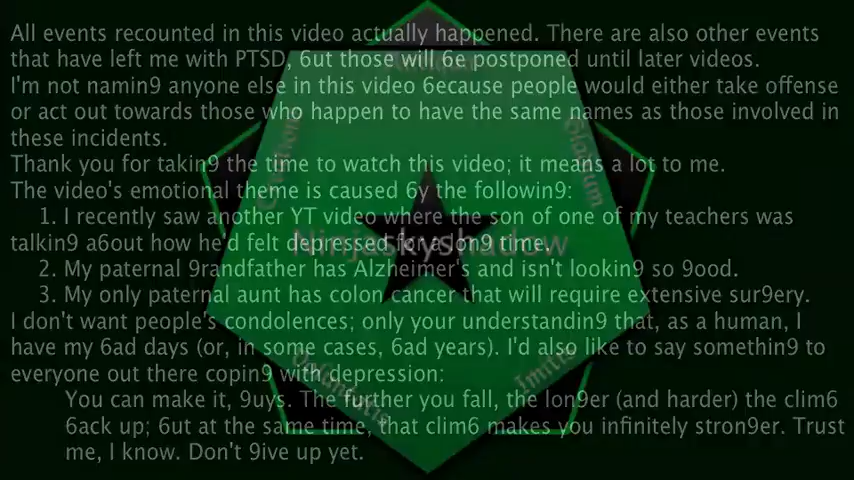 All events recounted in this video actually happened. There are also other events
that have left me with PTSD, 6ut those will 6e postponed until later videos.
I'm not namin9 anyone else in this video 6ecause people would either take offense
or act out towards those who happen to have the same names as those involved in
these incidents.
Thank you for takin9 the time to watch this video; it means a lot to me.
The video's emotional theme is caused 6y the followin9:
1. I recently saw another YT video where the son of one of my teachers was
talkin9 a6out how he'd felt depressed for a lon9 time.
Ninjaskyshadow
2. My paternal 9randfather has Alzheimer's and isn't lookin9 so 9ood.
3. My only paternal aunt has colon cancer that will require extensive sur9ery.
I don't want people's condolences; only your understandin9 that, as a human, I
have my 6ad days (or, in some cases, 6ad years). I'd also like to say somethin9 to
everyone out there copin9 with depression:
You can make it, 9uys. The further you fall, the lon9er (and harder) the clim6
6ack up; 6ut at the same time, that clim6 makes you infinitely stron9er. Trust
me, I know. Don't 9ive up yet.